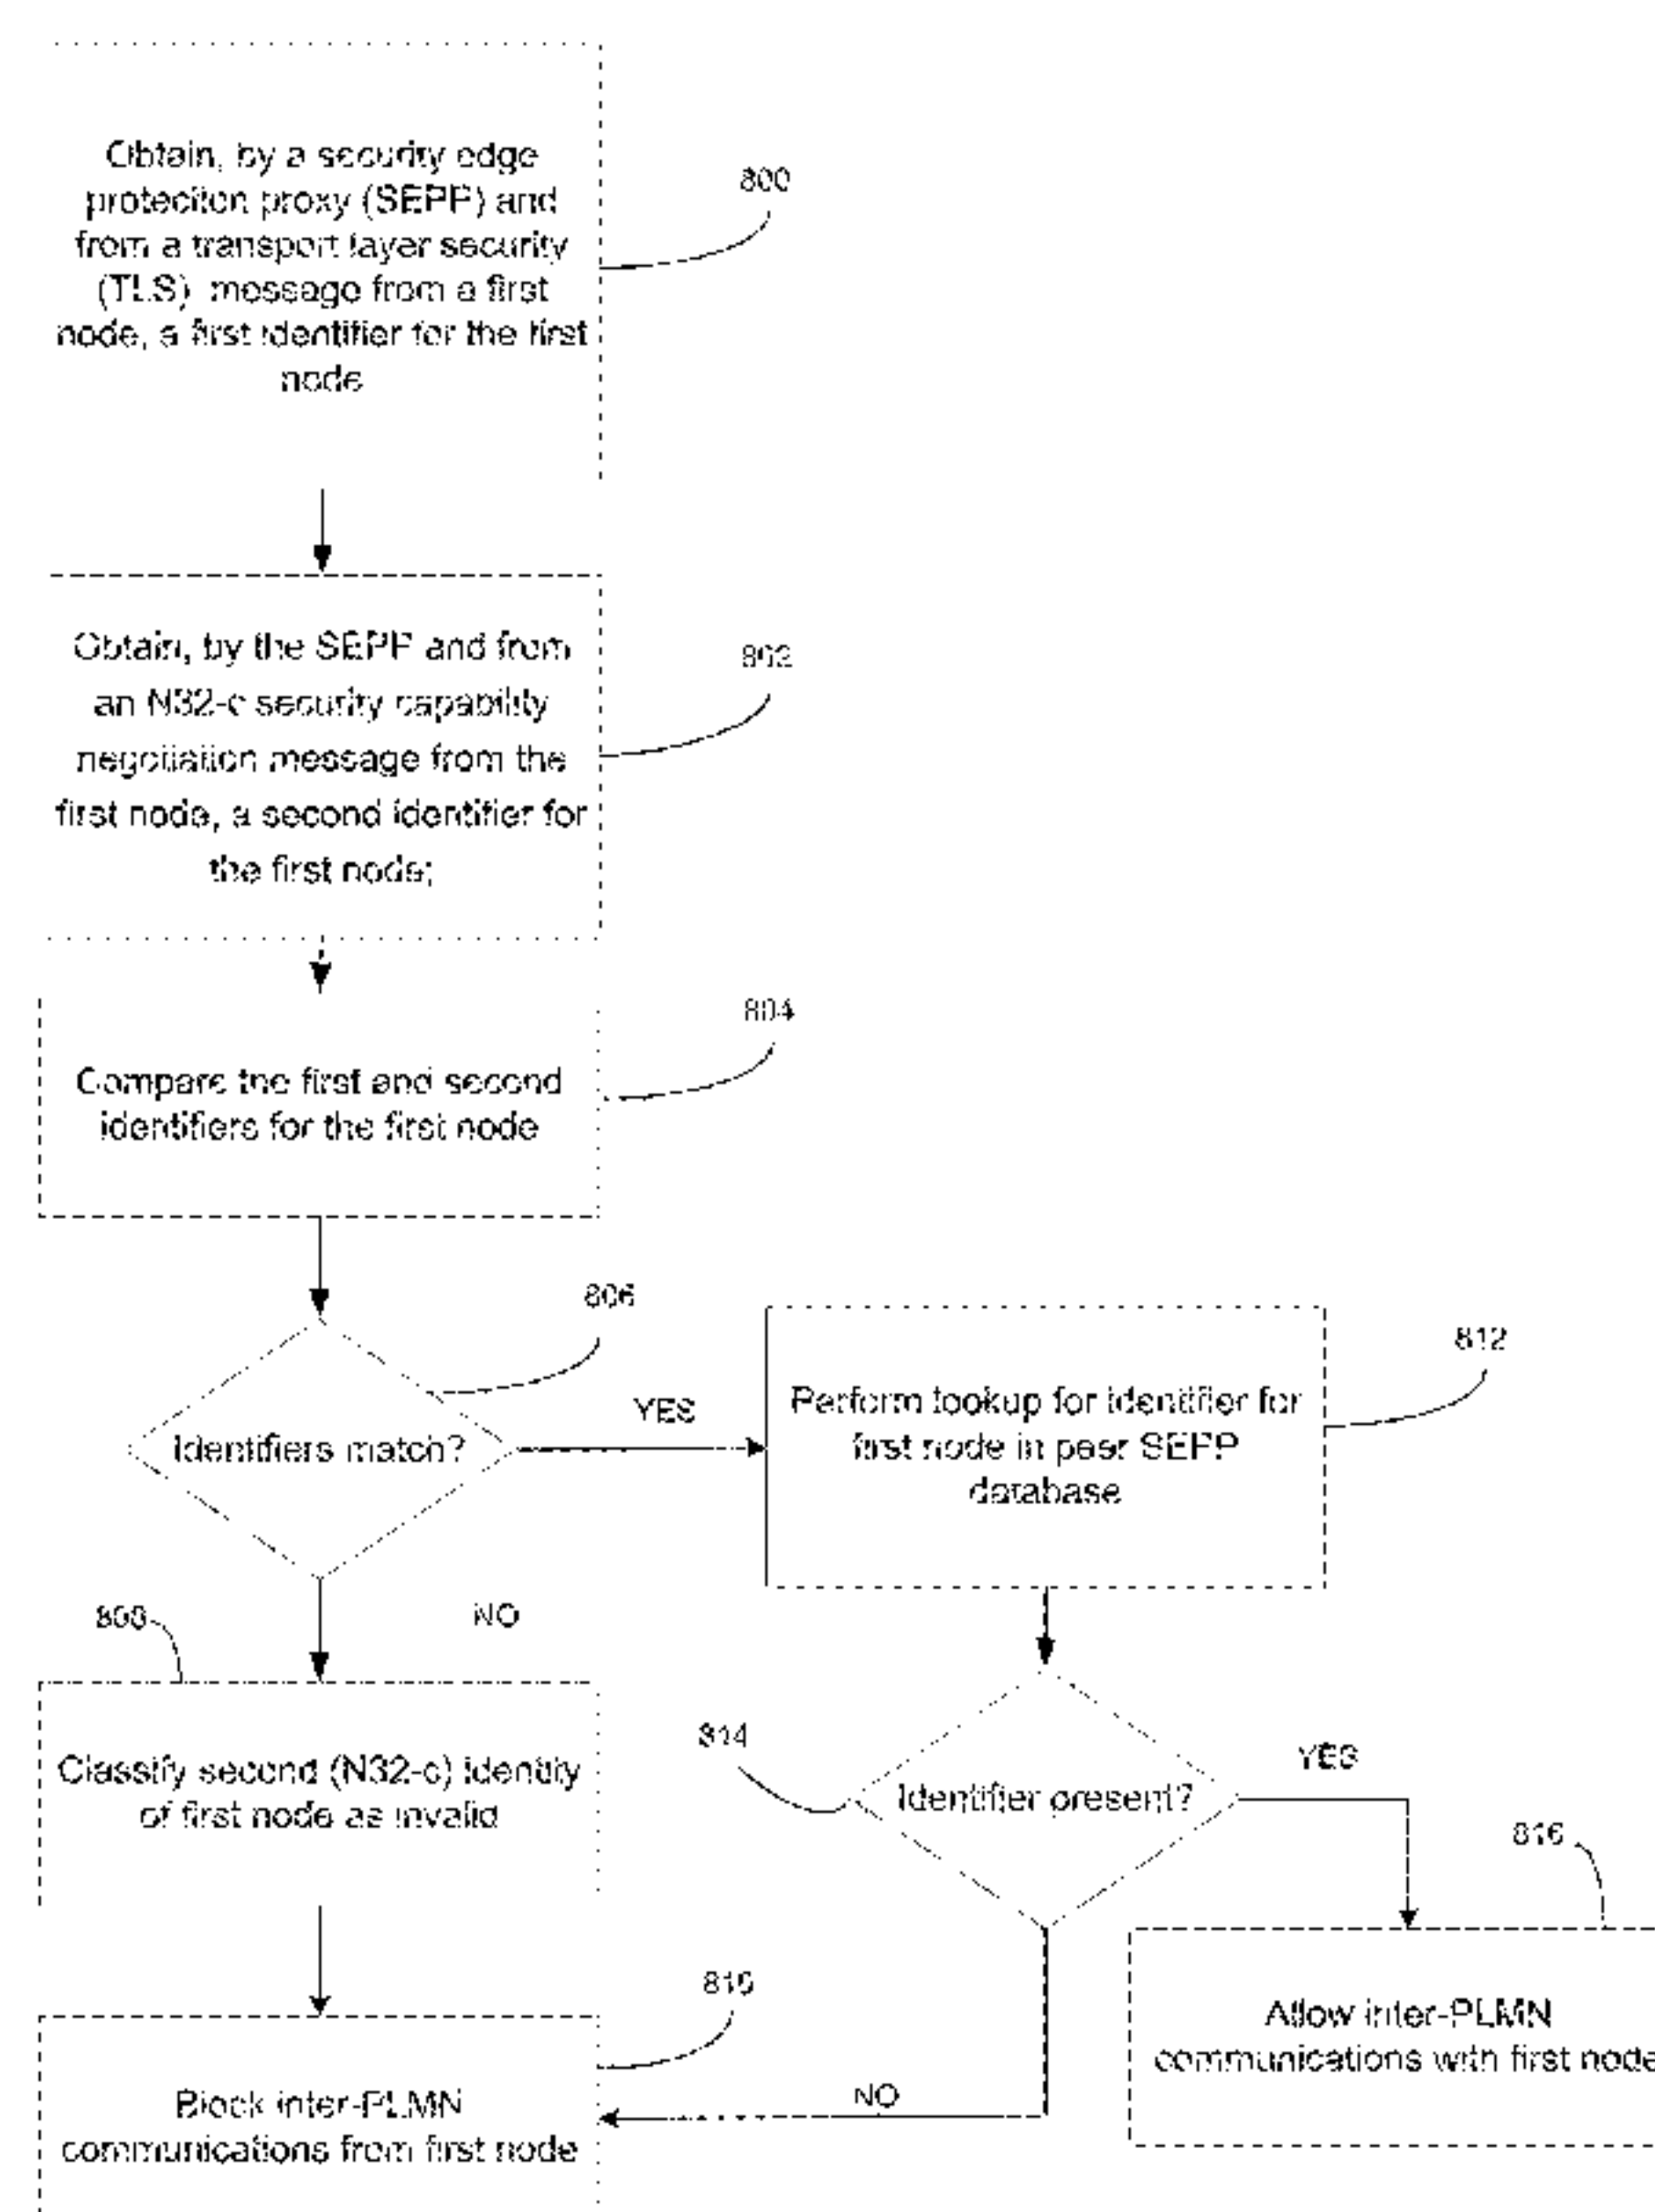 Obtain, by a security edge
protection proxy (SEPP) and
from a transport layer security
(TLS) message from a first
node, a first identifier for the first
node
800
Obtain, by the SEPP and from
an N32-c security capability
negotiation message from the
first node, a second identifier for
the first node;
802
Compare the first and second
identifiers for the first node
804
806
Identifiers match?
YES
Perform lookup for identifier for
first node in peer SEPP
database
812
NO
808
Classify second (N32-c) identity
of first node as invalid
814
Identifier present?
YES
816
Allow inter-PLMN
communications with first node
810
NO
Block inter-PLMN
communications from first node